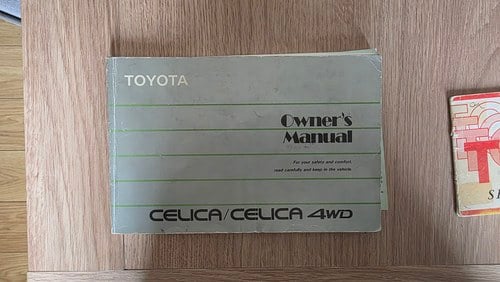 TOYOTA
Owner's
Manual
For your safety and comfort,
read carefully and keep in the vehicle.
CELICA/CELICA 4WD